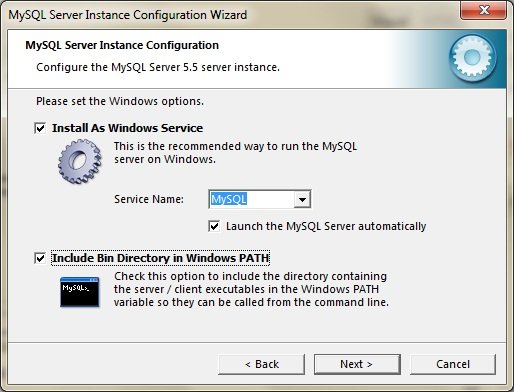 MySQL Server Instance Configuration Wizard
MySQL Server Instance Configuration
Configure the MySQL Server 5.5 server instance.
Please set the Windows options.
Install As Windows Service
This is the recommended way to run the MySQL
server on Windows.
Service Name: MySQL
Launch the MySQL Server automatically
Include Bin Directory in Windows PATH
MySQL>_
Check this option to include the directory containing
the server / client executables in the Windows PATH
variable so they can be called from the command line.
< Back Next > Cancel